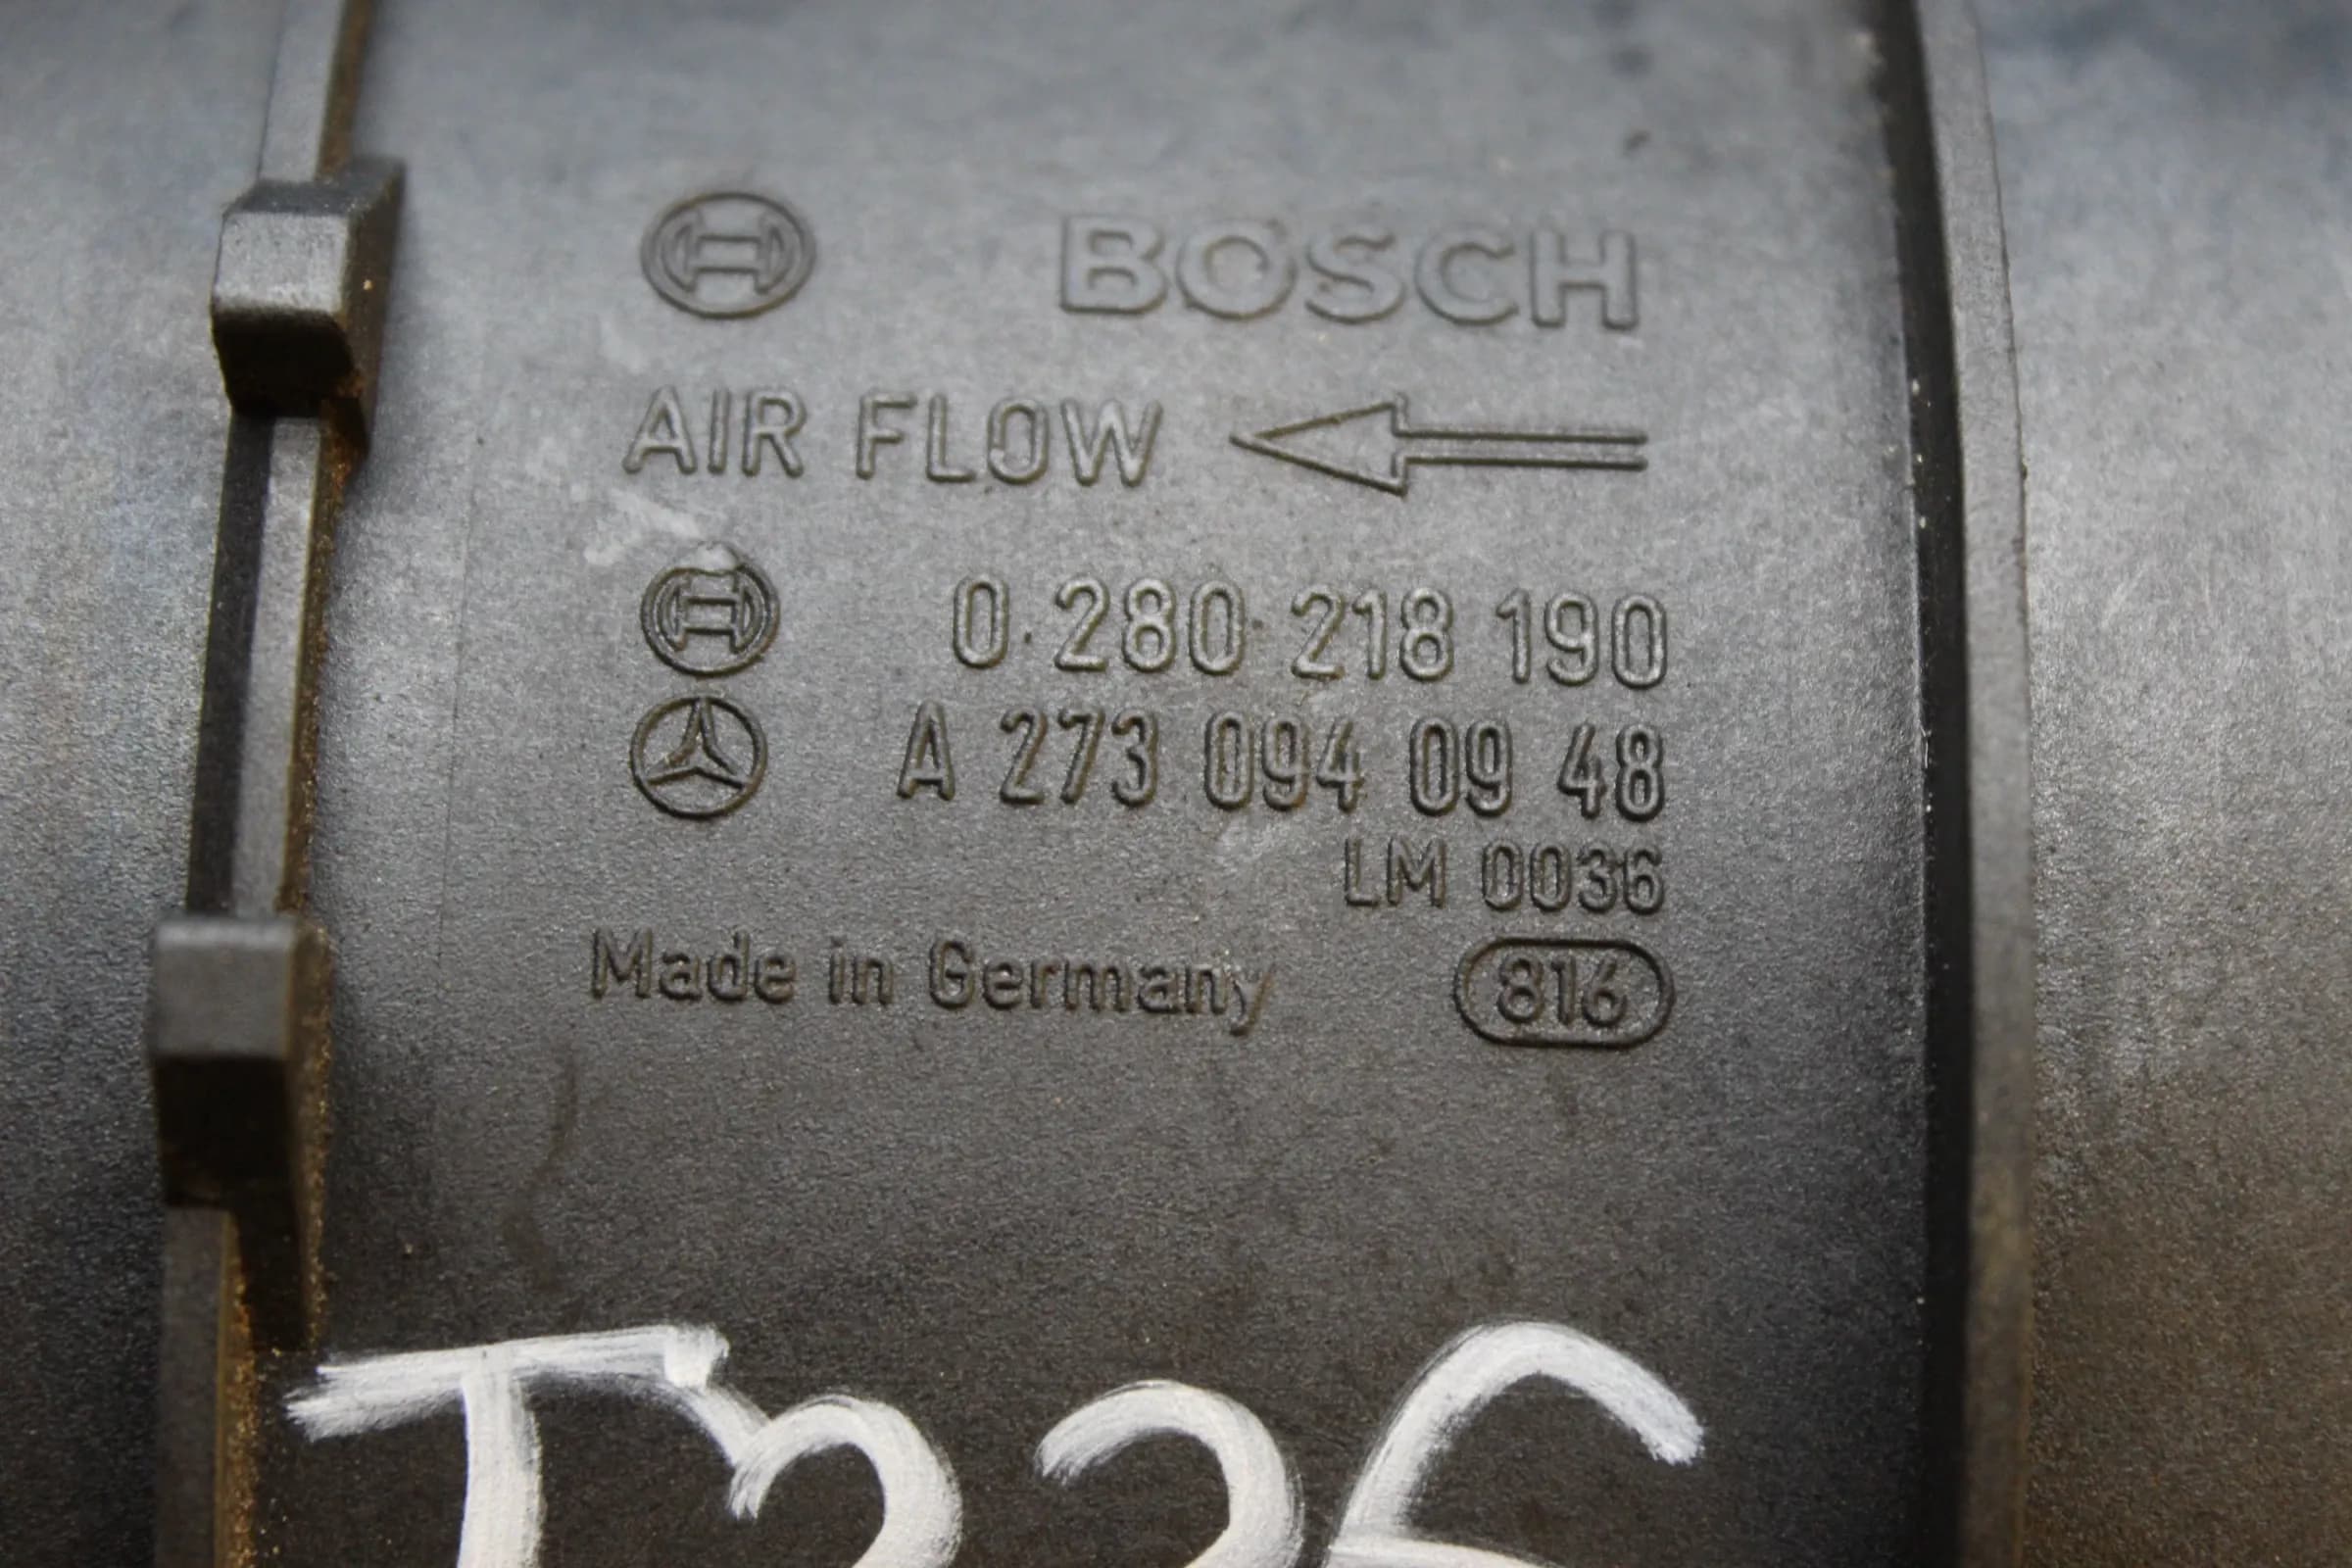 BOSCH
AIR FLOW
0 280 218 190
A 273 094 09 48
LM 0036
Made in Germany 816